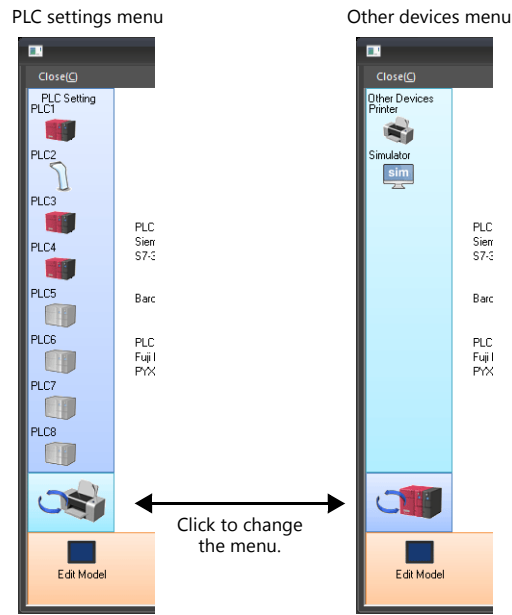 PLC settings menu
Other devices menu
Close(C)
PLC Setting
PLC1
PLC2
PLC3
PLC4
PLC5
PLC6
PLC7
PLC8
PLC
Siem
S7-3
Barc
PLC
Fuji
PYX
Edit Model
Click to change
the menu.
Close(C)
Other Devices
Printer
Simulator
sim
PLC
Siem
S7-3
Barc
PLC
Fuji
PYX
Edit Model